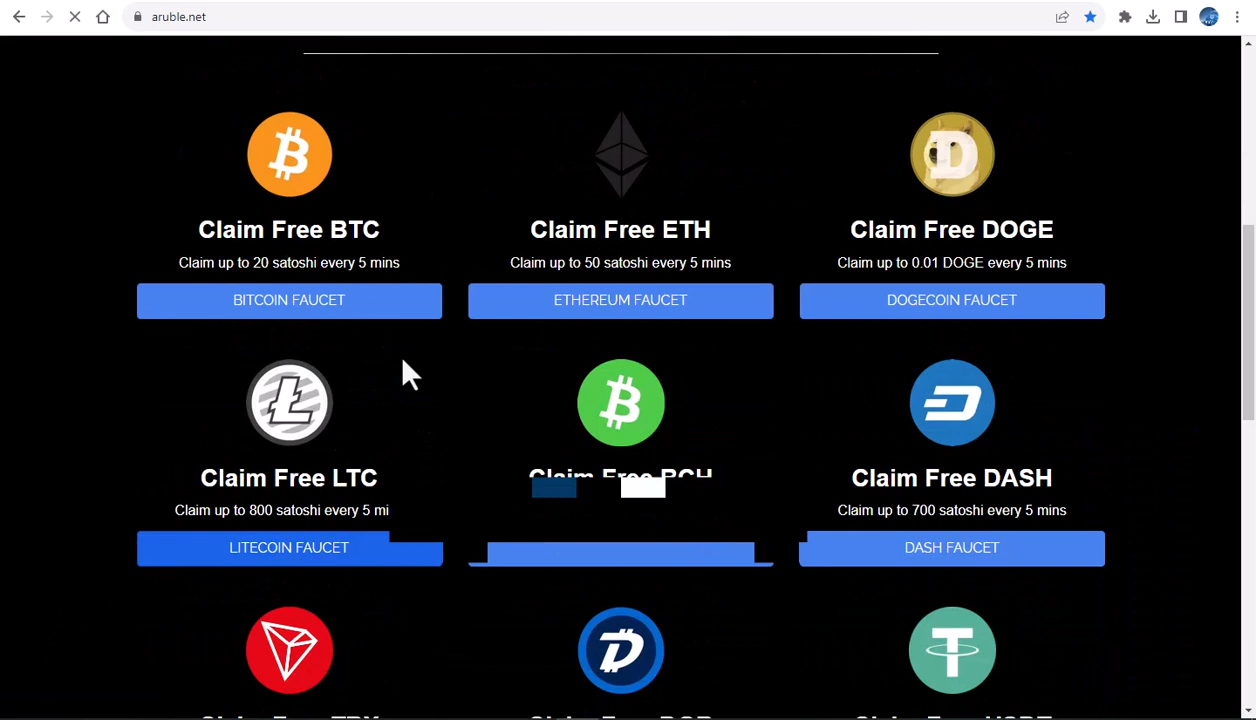 aruble.net
Claim Free BTC
Claim up to 20 satoshi every 5 mins
BITCOIN FAUCET
Claim Free ETH
Claim up to 50 satoshi every 5 mins
ETHEREUM FAUCET
Claim Free DOGE
Claim up to 0.01 DOGE every 5 mins
DOGECOIN FAUCET
Claim Free LTC
Claim up to 800 satoshi every 5 mi
LITECOIN FAUCET
Claim Free BCH
Claim Free DASH
Claim up to 700 satoshi every 5 mins
DASH FAUCET